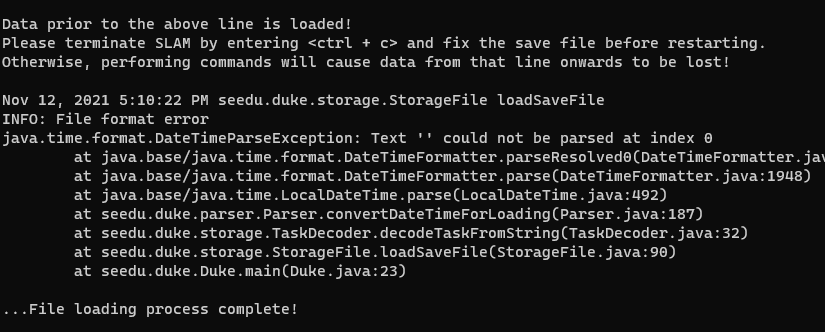 Data prior to the above line is loaded!
Please terminate SLAM by entering <ctrl + c> and fix the save file before restarting.
Otherwise, performing commands will cause data from that line onwards to be lost!
Nov 12, 2021 5:10:22 PM seedu.duke.storage.StorageFile loadSaveFile
INFO: File format error
java.time.format.DateTimeParseException: Text '' could not be parsed at index 0
at java.base/java.time.format.DateTimeFormatter.parseResolved0(DateTimeFormatter.jav
at java.base/java.time.format.DateTimeFormatter.parse(DateTimeFormatter.java:1948)
at java.base/java.time.LocalDateTime.parse(LocalDateTime.java:492)
at seedu.duke.parser.Parser.convertDateTimeForLoading(Parser.java:187)
at seedu.duke.storage.TaskDecoder.decodeTaskFromString(TaskDecoder.java:32)
at seedu.duke.storage.StorageFile.loadSaveFile(StorageFile.java:90)
at seedu.duke.Duke.main(Duke.java:23)
...File loading process complete!